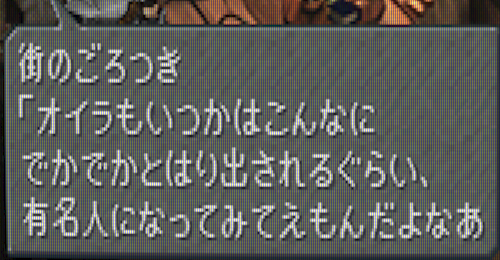 街のごろつき
「オイラもいつかはこんなに
でかでかとはり出されるぐらい、
有名人になってみてえもんだよなあ